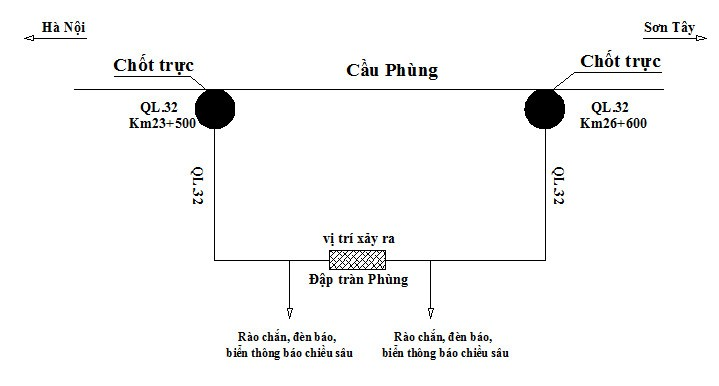 Hà Nội
Sơn Tây
Chốt trực
Cầu Phùng
Chốt trực
QL.32
Km23+500
QL.32
Km26+600
QL.32
QL.32
vị trí xảy ra
Đập tràn Phùng
Rào chắn, đèn báo,
biển thông báo chiều sâu
Rào chắn, đèn báo,
biển thông báo chiều sâu